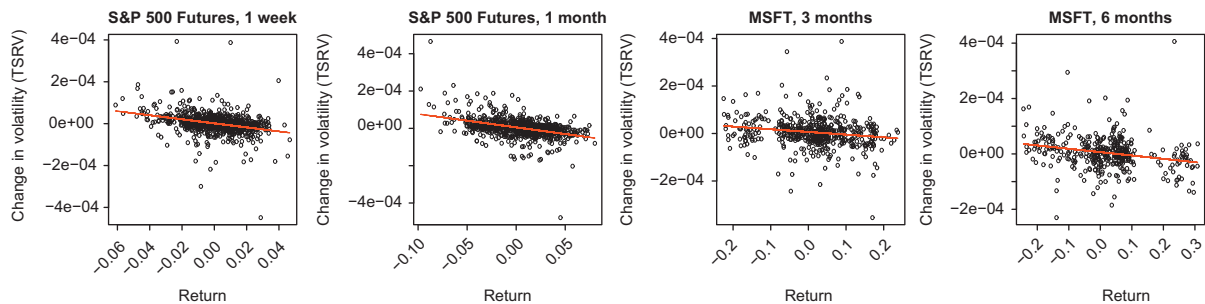 S&P 500 Futures, 1 week
Change in volatility (TSRV)
4e−04
2e−04
0e+00
−2e−04
−4e−04
−0.06
−0.04
−0.02
0.00
0.02
0.04
Return
S&P 500 Futures, 1 month
Change in volatility (TSRV)
4e−04
2e−04
0e+00
−4e−04
−0.10
−0.05
0.00
0.05
Return
MSFT, 3 months
Change in volatility (TSRV)
4e−04
2e−04
0e+00
−2e−04
−0.2
−0.1
0.0
0.1
0.2
Return
MSFT, 6 months
Change in volatility (TSRV)
4e−04
2e−04
0e+00
−2e−04
−0.2
−0.1
0.0
0.1
0.2
0.3
Return